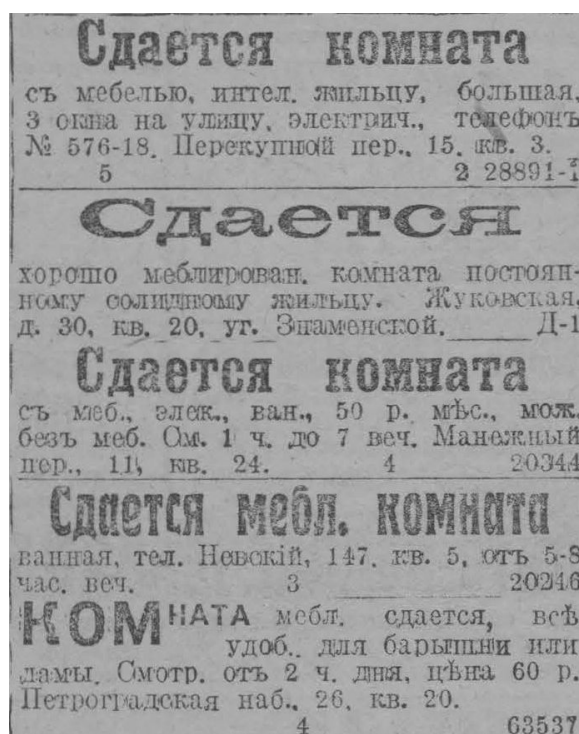 Сдается комната
съ мебелью, интел. жильцу, большая,
3 окна на улицу, электрич., телефонъ
№ 576-18. Перекупной пер., 15, кв. 3.
5 2 28891-1
Сдается
хорошо меблирован. комната постоян-
ному солидному жильцу. Жуковская,
д. 30, кв. 20, уг. Знаменской. Д-1
Сдается комната
съ меб., элек., ван., 50 р. мѣс., мож.
безъ меб. См. 1 ч. до 7 веч. Манежный
пер., 11, кв. 24. 4 20344
Сдается мебл. комната
ванная, тел. Невскій, 147, кв. 5, отъ 5-8
час. веч. 3 20246
КОМНАТА мебл. сдается, всѣ
удоб., для барышни или
дамы. Смотр. отъ 2 ч. дня, цѣна 60 р.
Петроградская наб., 26, кв. 20.
4 63537